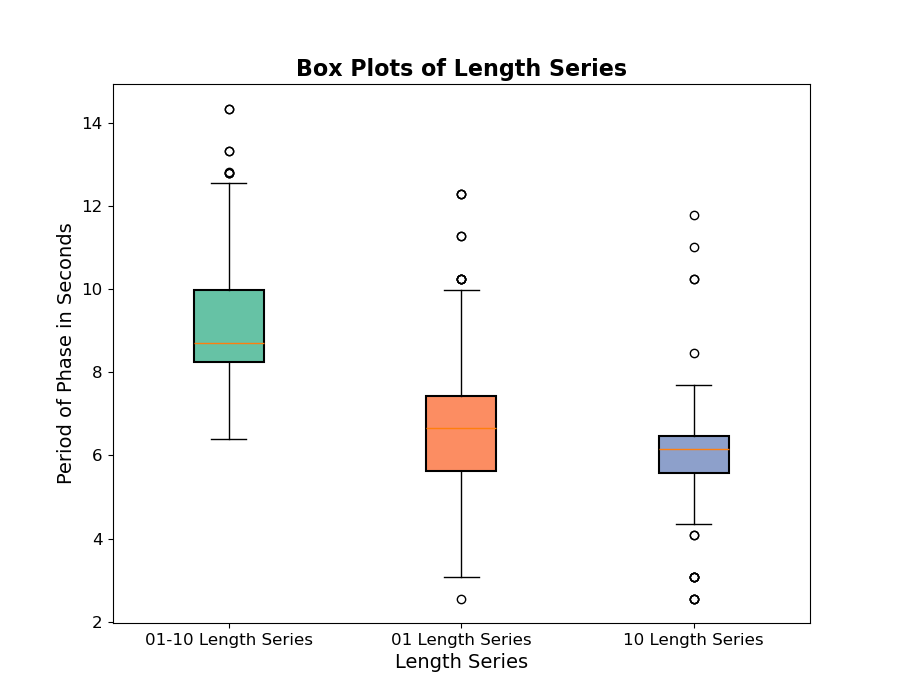 Box Plots of Length Series
Period of Phase in Seconds
14
12
10
8
6
4
2
01-10 Length Series
01 Length Series
10 Length Series
Length Series